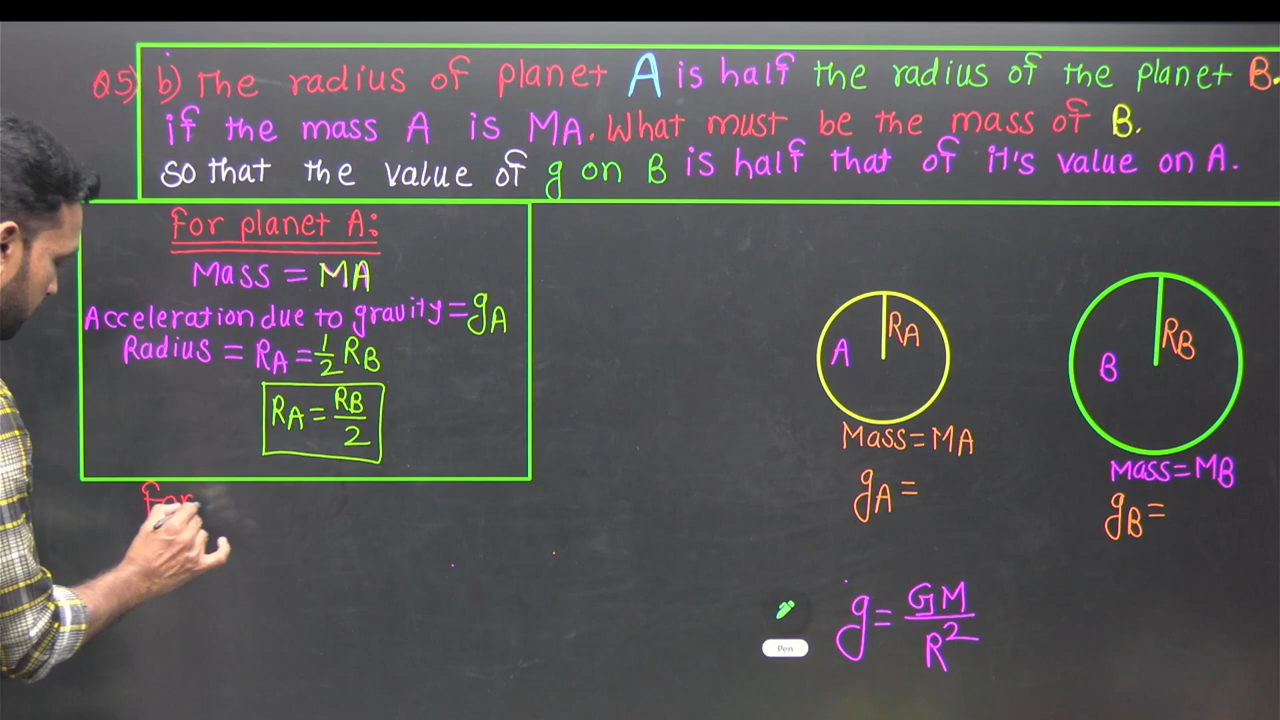 Q5) b) The radius of planet A is half the radius of the planet B.
if the mass A is MA. What must be the mass of B.
so that the value of g on B is half that of it's value on A.
For planet A:
Mass = MA
Acceleration due to gravity = gA
Radius = RA = 1/2 RB
RA = RB/2
For
A RA
Mass = MA
gA =
B RB
Mass = MB
gB =
g = GM/R²
Pen